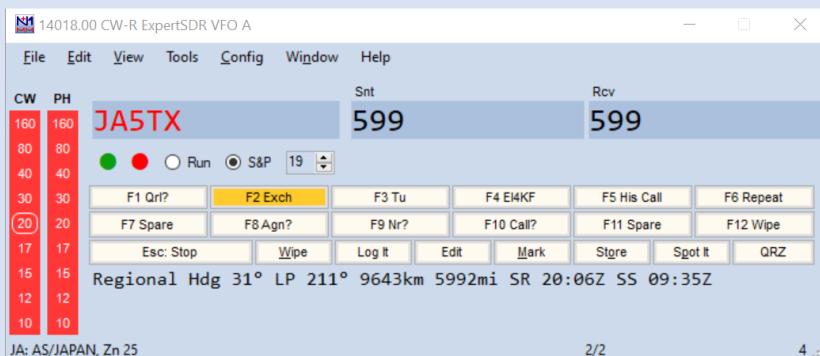 14018.00 CW-R ExpertSDR VFO A
File Edit View Tools Config Window Help
CW PH Snt Rcv
160 160 JA5TX 599 599
80 80
40 40 Run S&P 19
30 30 F1 Qrl? F2 Exch F3 Tu F4 EI4KF F5 His Call F6 Repeat
20 20 F7 Spare F8 Agn? F9 Nr? F10 Call? F11 Spare F12 Wipe
17 17 Esc: Stop Wipe Log It Edit Mark Store Spot It QRZ
15 15 Regional Hdg 31° LP 211° 9643km 5992mi SR 20:06Z SS 09:35Z
12 12
10 10
JA: AS/JAPAN, Zn 25 2/2 4